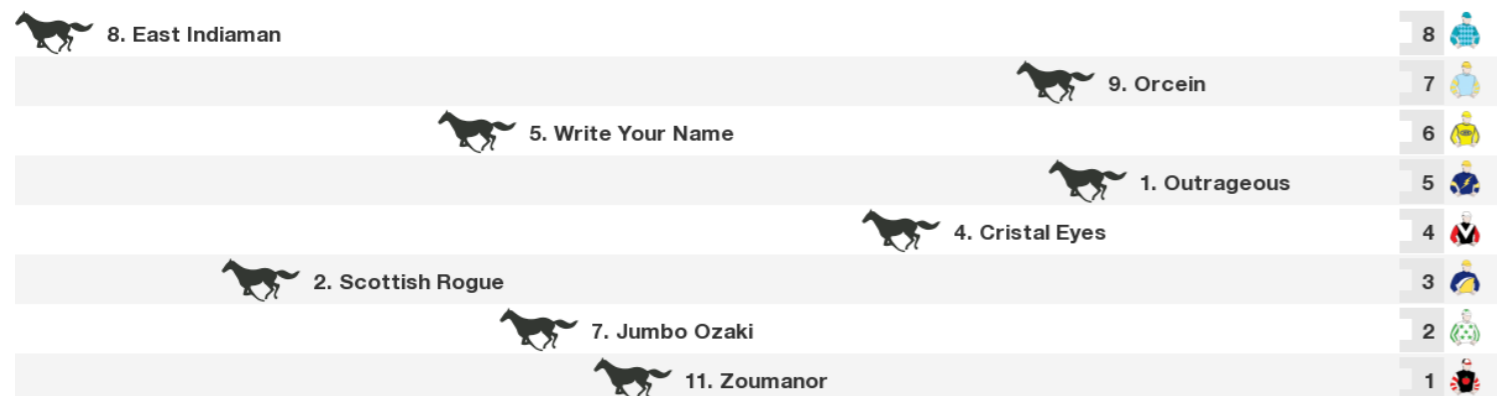 8. East Indiaman 8
9. Orcein 7
5. Write Your Name 6
1. Outrageous 5
4. Cristal Eyes 4
2. Scottish Rogue 3
7. Jumbo Ozaki 2
11. Zoumanor 1